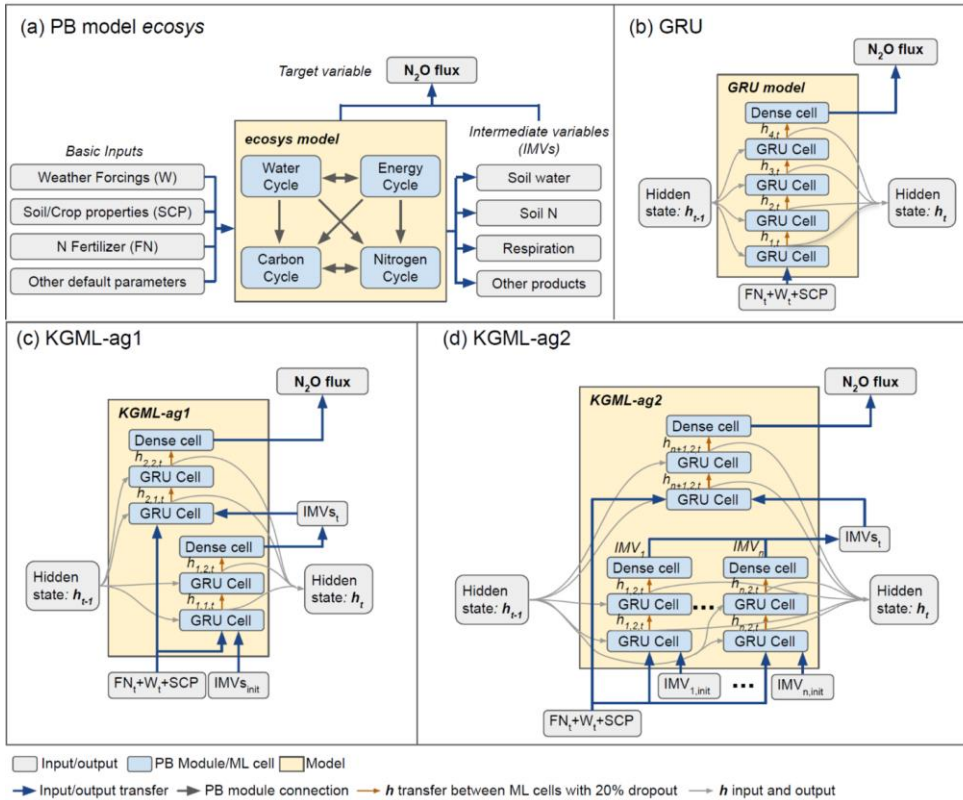 (a) PB model ecosys
Target variable
N₂O flux
Basic Inputs
Weather Forcings (W)
Soil/Crop properties (SCP)
N Fertilizer (FN)
Other default parameters
ecosys model
Water
Cycle
Energy
Cycle
Carbon
Cycle
Nitrogen
Cycle
Intermediate variables
(IMVs)
Soil water
Soil N
Respiration
Other products
(b) GRU
N₂O flux
GRU model
Dense cell
h4,t
GRU Cell
h3,t
GRU Cell
h2,t
GRU Cell
h1,t
GRU Cell
Hidden
state: ht-1
Hidden
state: ht
FNt+Wt+SCP
(c) KGML-ag1
N₂O flux
KGML-ag1
Dense cell
h2,2,t
GRU Cell
h2,1,t
GRU Cell
IMVst
Dense cell
h1,2,t
GRU Cell
h1,1,t
GRU Cell
Hidden
state: ht-1
Hidden
state: ht
FNt+Wt+SCP
IMVsinit
(d) KGML-ag2
N₂O flux
KGML-ag2
Dense cell
hn+1,2,t
GRU Cell
hn+1,2,t
GRU Cell
IMVst
IMV1
IMVn
Dense cell
Dense cell
h1,2,t
hn,2,t
GRU Cell
...
GRU Cell
h1,2,t
hn,2,t
GRU Cell
GRU Cell
Hidden
state: ht-1
Hidden
state: ht
IMV1,init
...
IMVn,init
FNt+Wt+SCP
Input/output PB Module/ML cell Model
Input/output transfer PB module connection h transfer between ML cells with 20% dropout h input and output